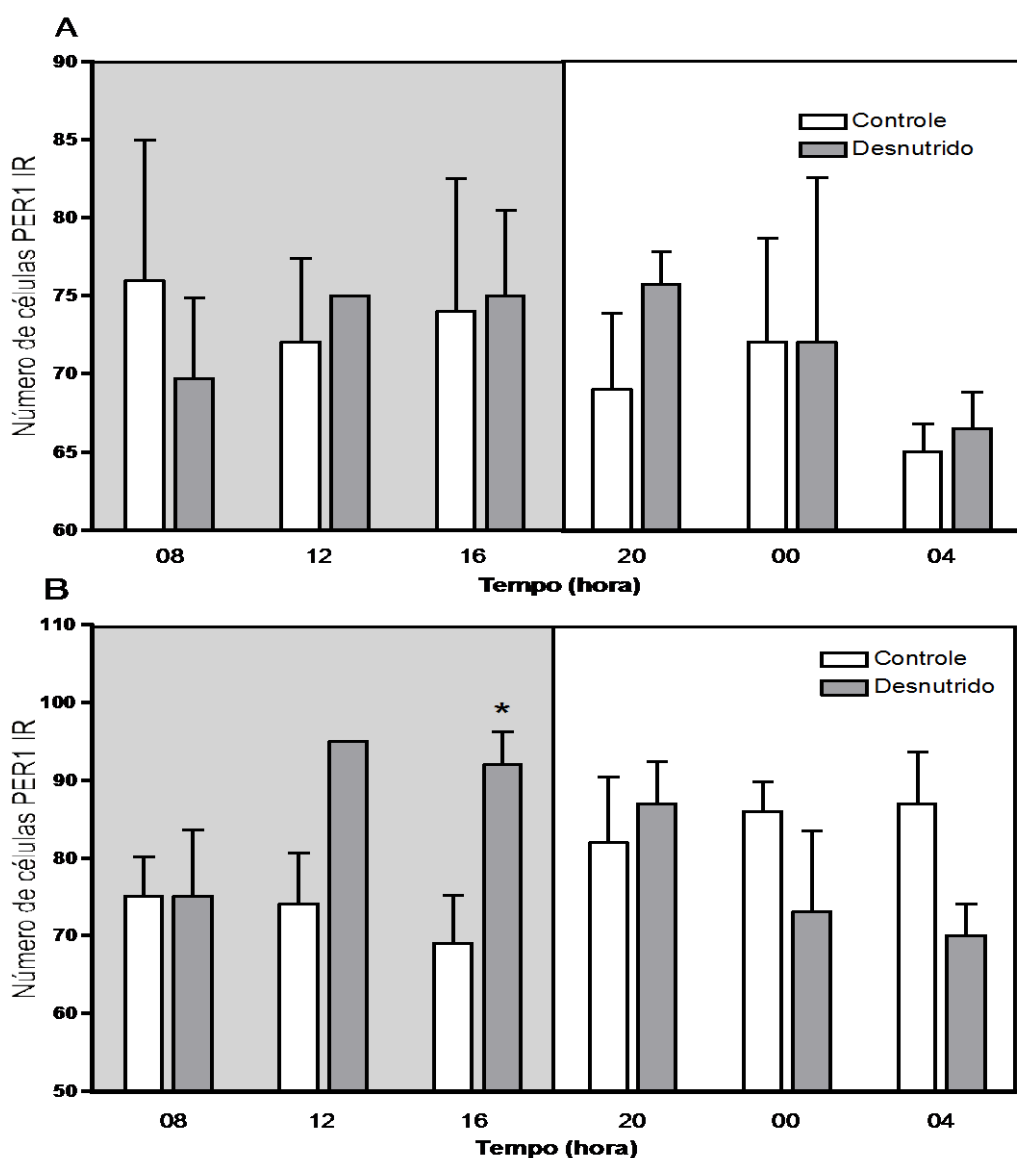 A
Número de células PER1 IR
90
85
80
75
70
65
60
Controle
Desnutrido
08 12 16 20 00 04
Tempo (hora)
B
Número de células PER1 IR
110
100
90
80
70
60
50
Controle
Desnutrido
*
08 12 16 20 00 04
Tempo (hora)